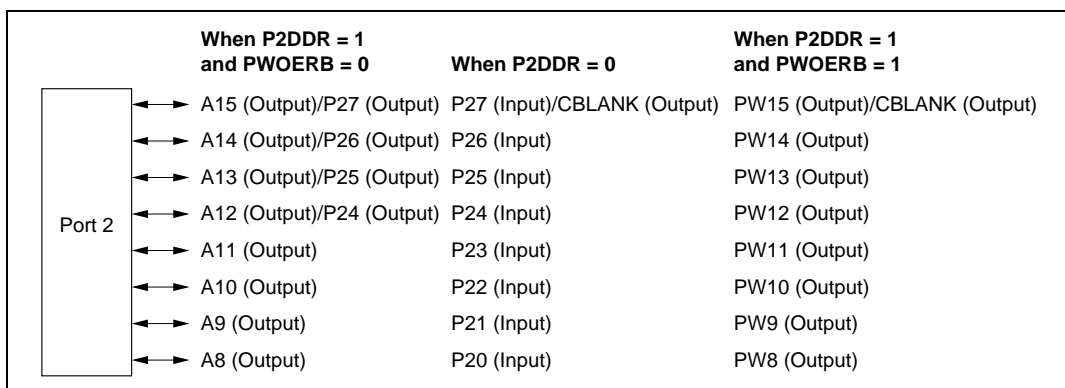 When P2DDR = 1 When P2DDR = 1
and PWOERB = 0 When P2DDR = 0 and PWOERB = 1
A15 (Output)/P27 (Output) P27 (Input)/CBLANK (Output) PW15 (Output)/CBLANK (Output)
A14 (Output)/P26 (Output) P26 (Input) PW14 (Output)
A13 (Output)/P25 (Output) P25 (Input) PW13 (Output)
A12 (Output)/P24 (Output) P24 (Input) PW12 (Output)
Port 2
A11 (Output) P23 (Input) PW11 (Output)
A10 (Output) P22 (Input) PW10 (Output)
A9 (Output) P21 (Input) PW9 (Output)
A8 (Output) P20 (Input) PW8 (Output)